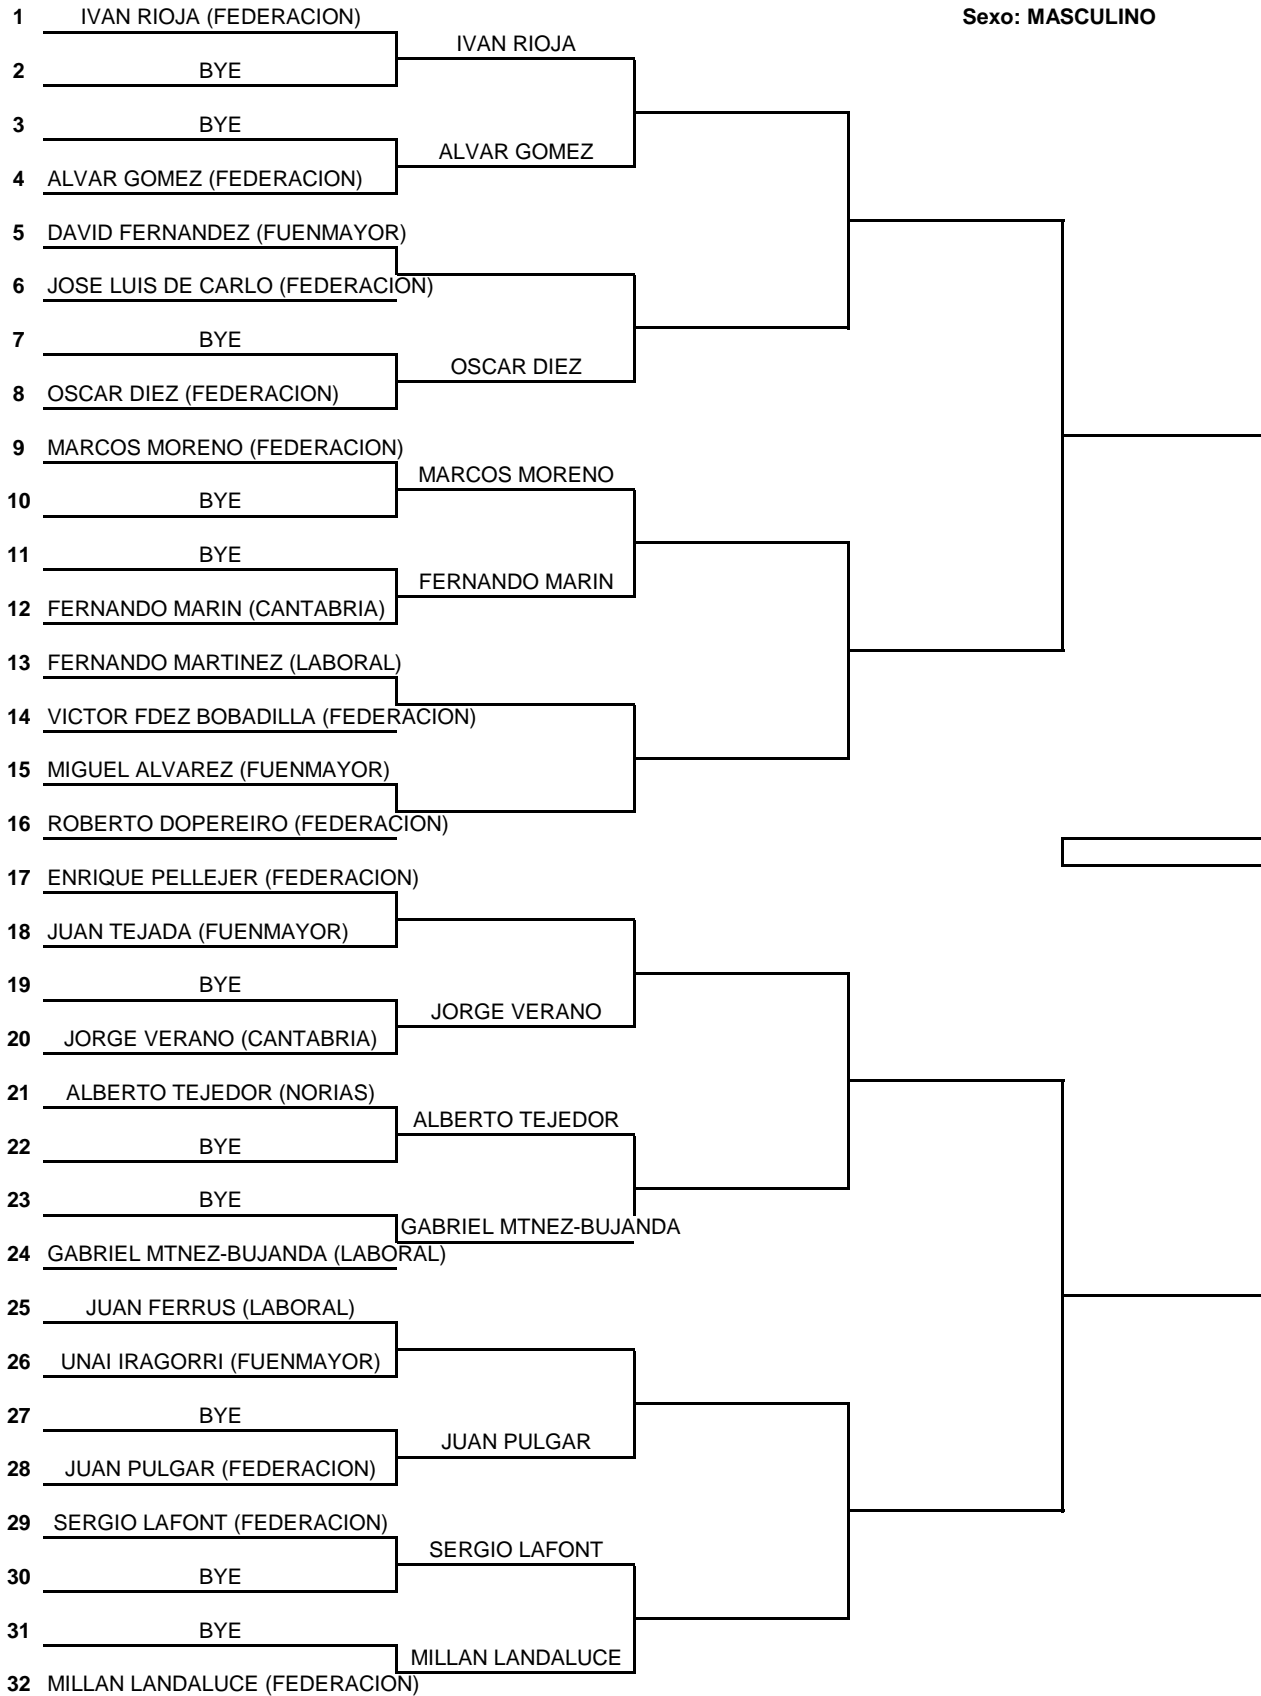 1 IVAN RIOJA (FEDERACION) Sexo: MASCULINO
IVAN RIOJA
2 BYE
3 BYE
ALVAR GOMEZ
4 ALVAR GOMEZ (FEDERACION)
5 DAVID FERNANDEZ (FUENMAYOR)
6 JOSE LUIS DE CARLO (FEDERACION)
7 BYE
OSCAR DIEZ
8 OSCAR DIEZ (FEDERACION)
9 MARCOS MORENO (FEDERACION)
MARCOS MORENO
10 BYE
11 BYE
FERNANDO MARIN
12 FERNANDO MARIN (CANTABRIA)
13 FERNANDO MARTINEZ (LABORAL)
14 VICTOR FDEZ BOBADILLA (FEDERACION)
15 MIGUEL ALVAREZ (FUENMAYOR)
16 ROBERTO DOPEREIRO (FEDERACION)
17 ENRIQUE PELLEJER (FEDERACION)
18 JUAN TEJADA (FUENMAYOR)
19 BYE
JORGE VERANO
20 JORGE VERANO (CANTABRIA)
21 ALBERTO TEJEDOR (NORIAS)
ALBERTO TEJEDOR
22 BYE
23 BYE
GABRIEL MTNEZ-BUJANDA
24 GABRIEL MTNEZ-BUJANDA (LABORAL)
25 JUAN FERRUS (LABORAL)
26 UNAI IRAGORRI (FUENMAYOR)
27 BYE
JUAN PULGAR
28 JUAN PULGAR (FEDERACION)
29 SERGIO LAFONT (FEDERACION)
SERGIO LAFONT
30 BYE
31 BYE
MILLAN LANDALUCE
32 MILLAN LANDALUCE (FEDERACION)